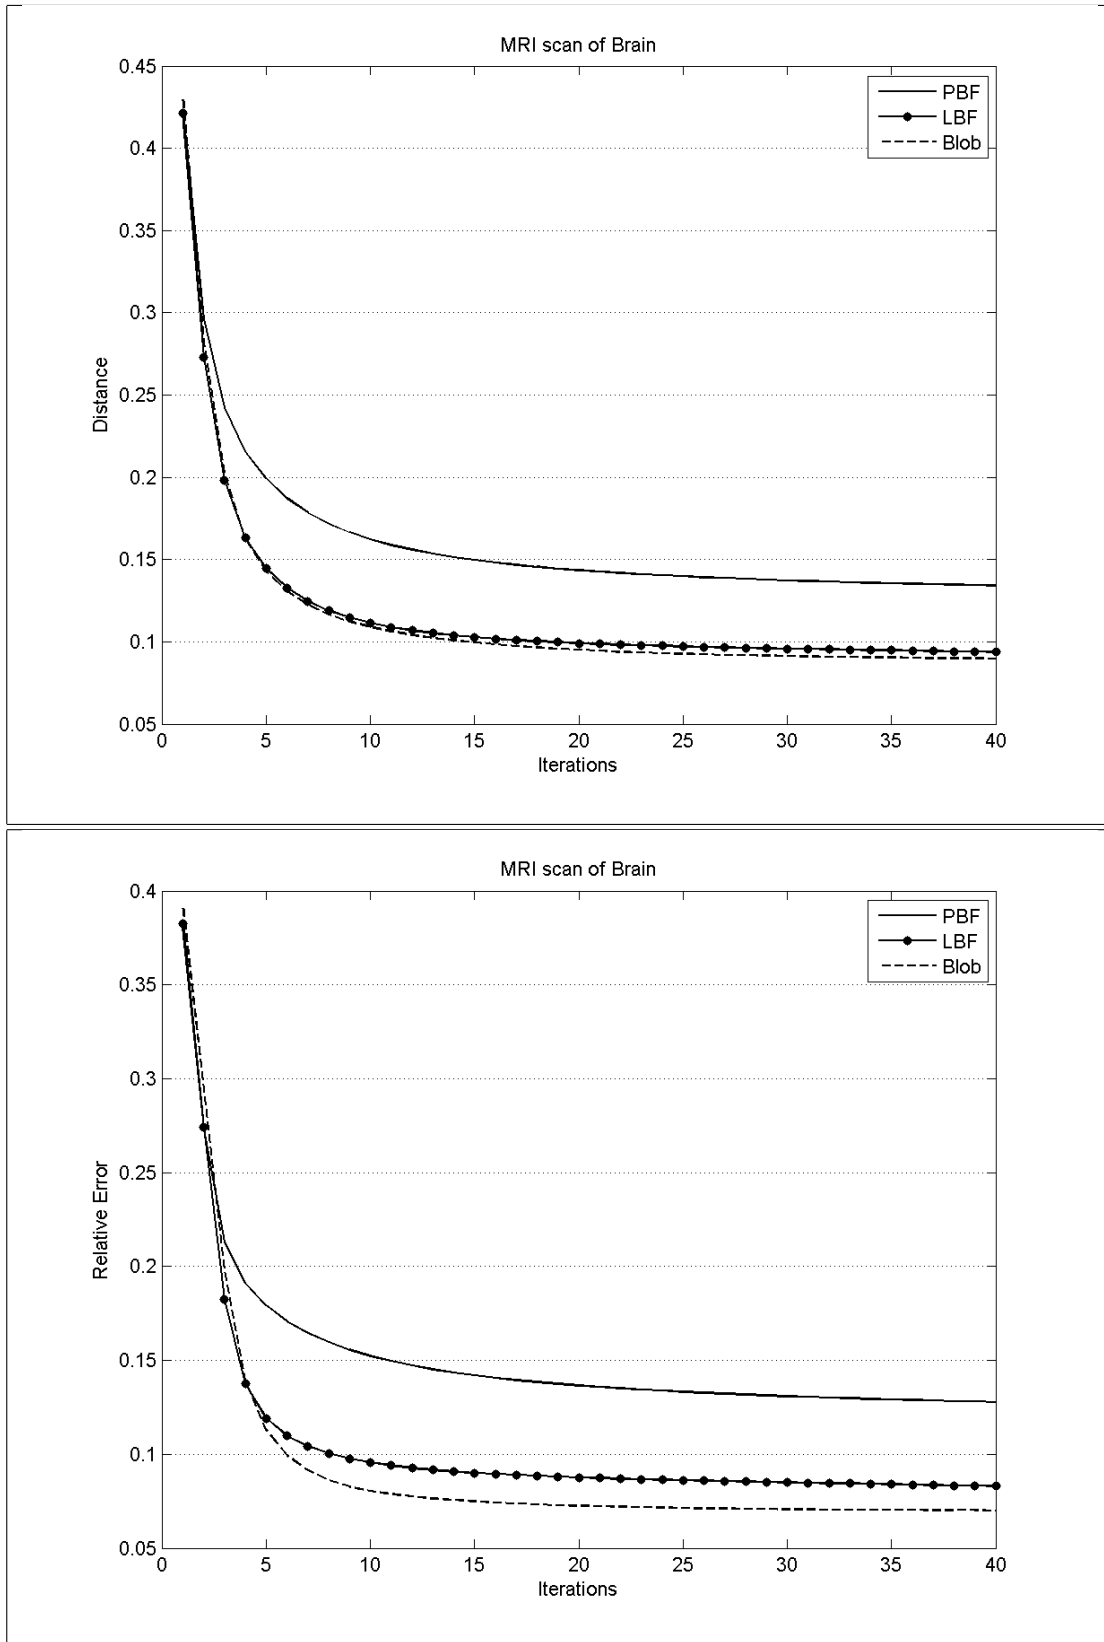 MRI scan of Brain
0.45
0.4
0.35
0.3
0.25
0.2
0.15
0.1
0.05
Distance
PBF
LBF
Blob
0 5 10 15 20 25 30 35 40
Iterations
MRI scan of Brain
0.4
0.35
0.3
0.25
0.2
0.15
0.1
0.05
Relative Error
PBF
LBF
Blob
0 5 10 15 20 25 30 35 40
Iterations